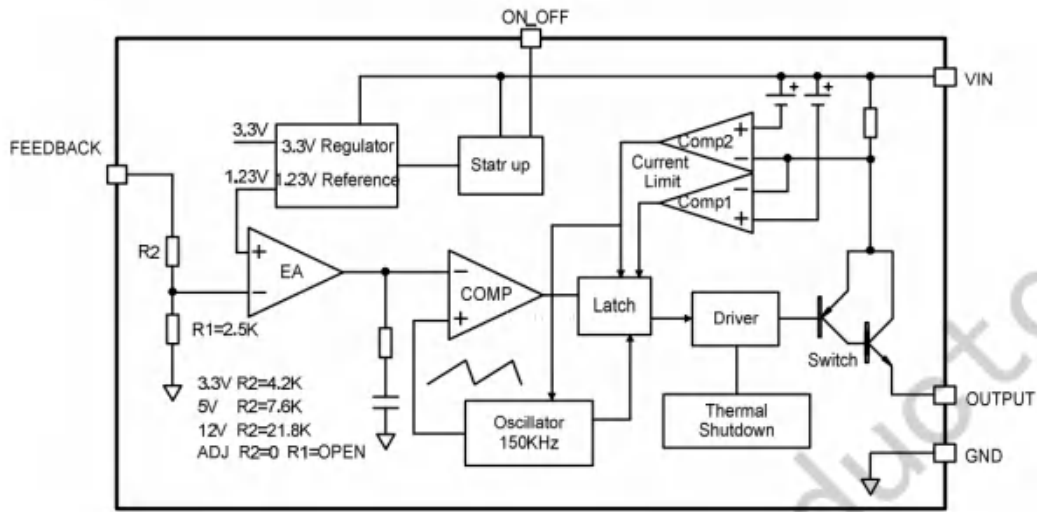 ON_OFF
VIN
FEEDBACK
3.3V
3.3V Regulator
1.23V
1.23V Reference
Statr up
+
+
Comp2
+
−
Current
Limit
Comp1
−
+
R2
+
EA
−
R1=2.5K
−
COMP
+
Latch
Driver
Switch
3.3V R2=4.2K
5V R2=7.6K
12V R2=21.8K
ADJ R2=0 R1=OPEN
Oscillator
150KHz
Thermal
Shutdown
OUTPUT
GND